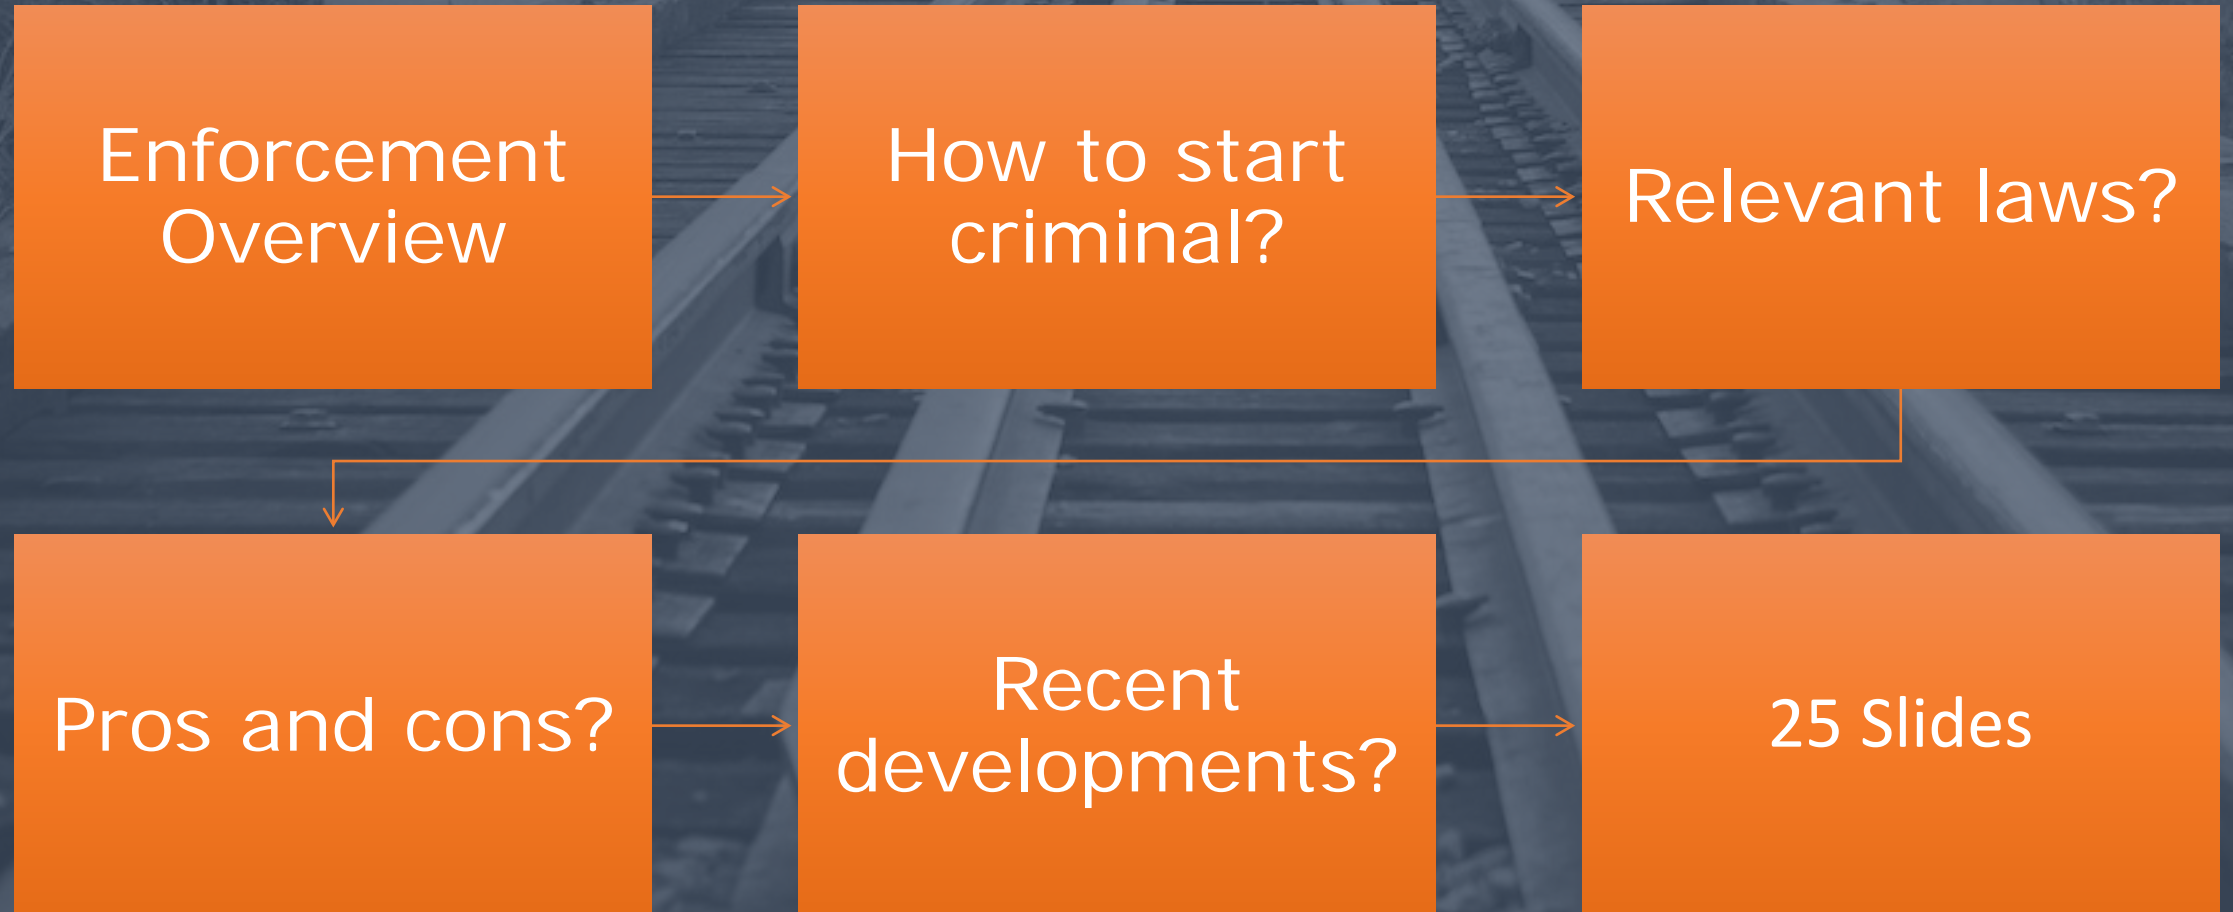 Enforcement
Overview
How to start
criminal?
Relevant laws?
Pros and cons?
Recent
developments?
25 Slides